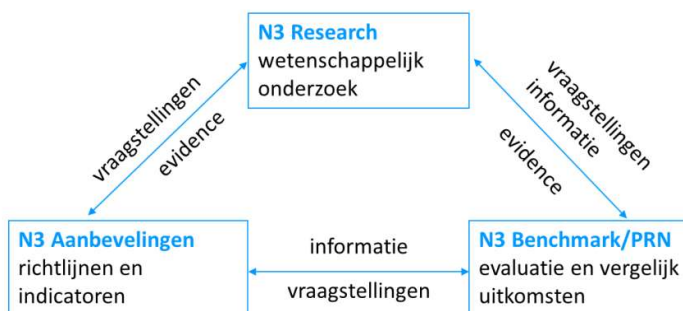 N3 Research
wetenschappelijk
onderzoek
vraagstellingen
evidence
vraagstellingen
informatie
evidence
N3 Aanbevelingen
richtlijnen en
indicatoren
informatie
vraagstellingen
N3 Benchmark/PRN
evaluatie en vergelijk
uitkomsten